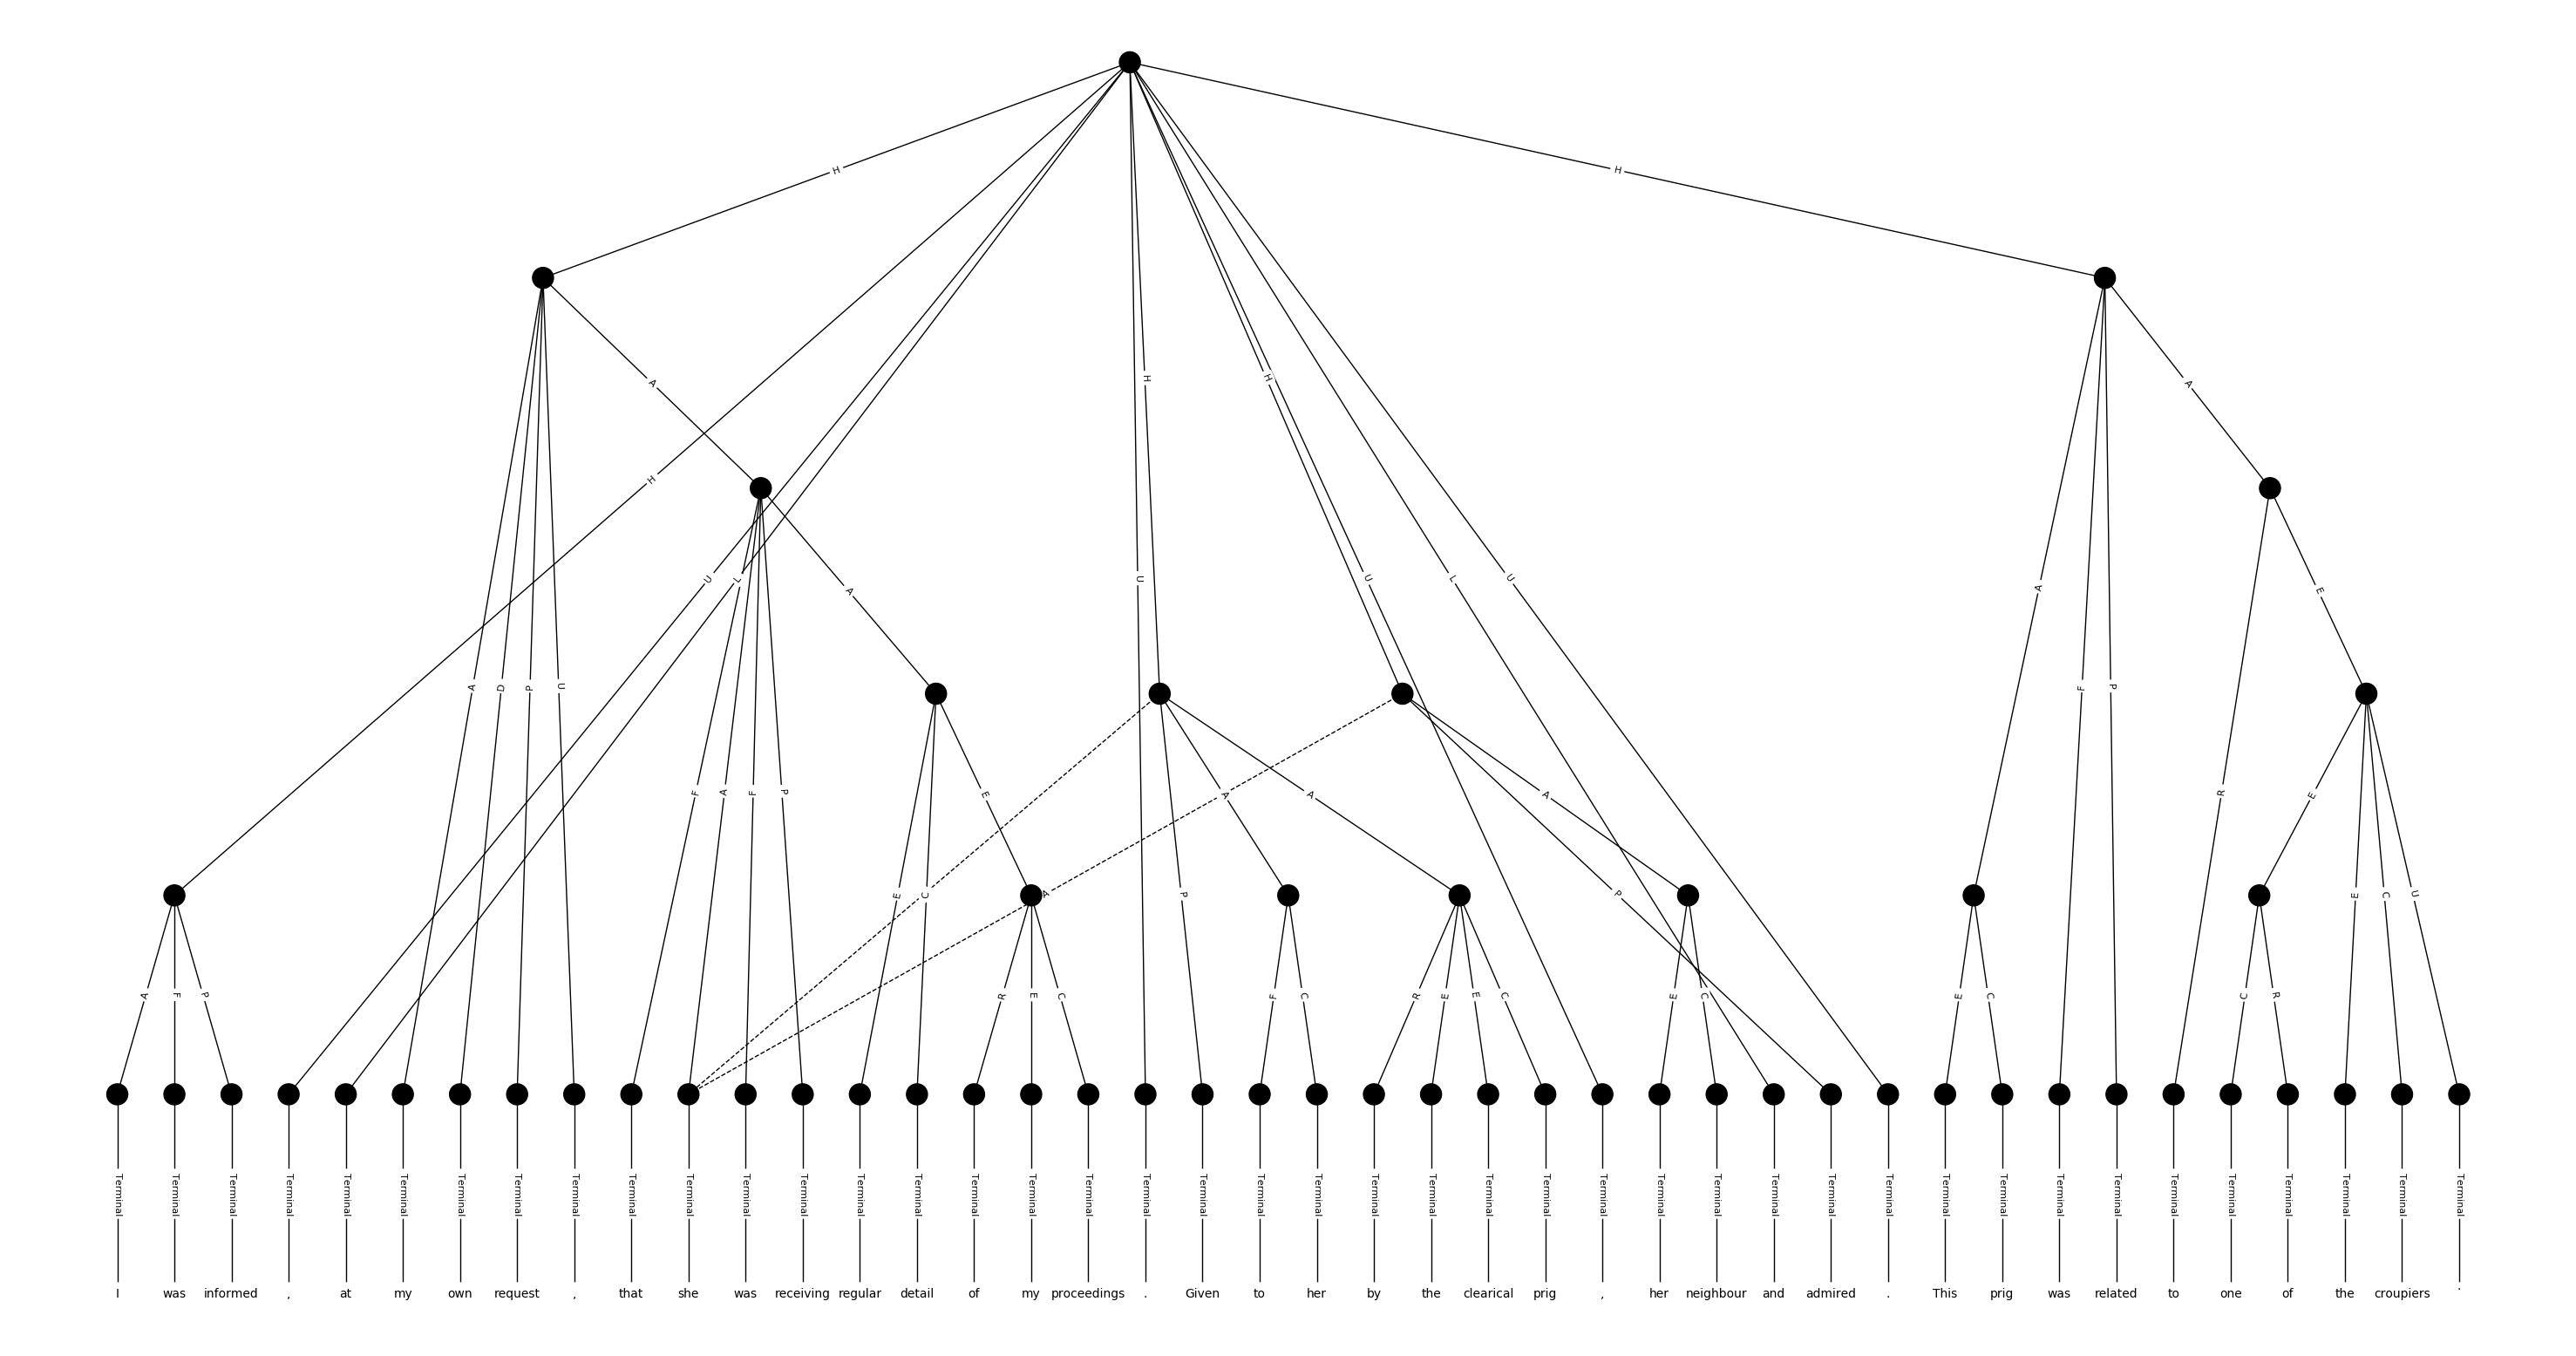 H H
A A
H
U L U H H U L U
A E
A D P U F P
F A F P E A A A R E
E C A P P E C U
A F P R E C F C R E E C E C E C C R
Terminal Terminal Terminal Terminal Terminal Terminal Terminal Terminal Terminal Terminal Terminal Terminal Terminal Terminal Terminal Terminal Terminal Terminal Terminal Terminal Terminal Terminal Terminal Terminal Terminal Terminal Terminal Terminal Terminal Terminal Terminal Terminal Terminal Terminal Terminal Terminal Terminal Terminal Terminal Terminal Terminal Terminal
I was informed , at my own request , that she was receiving regular detail of my proceedings . Given to her by the clearical prig , her neighbour and admired . This prig was related to one of the croupiers .